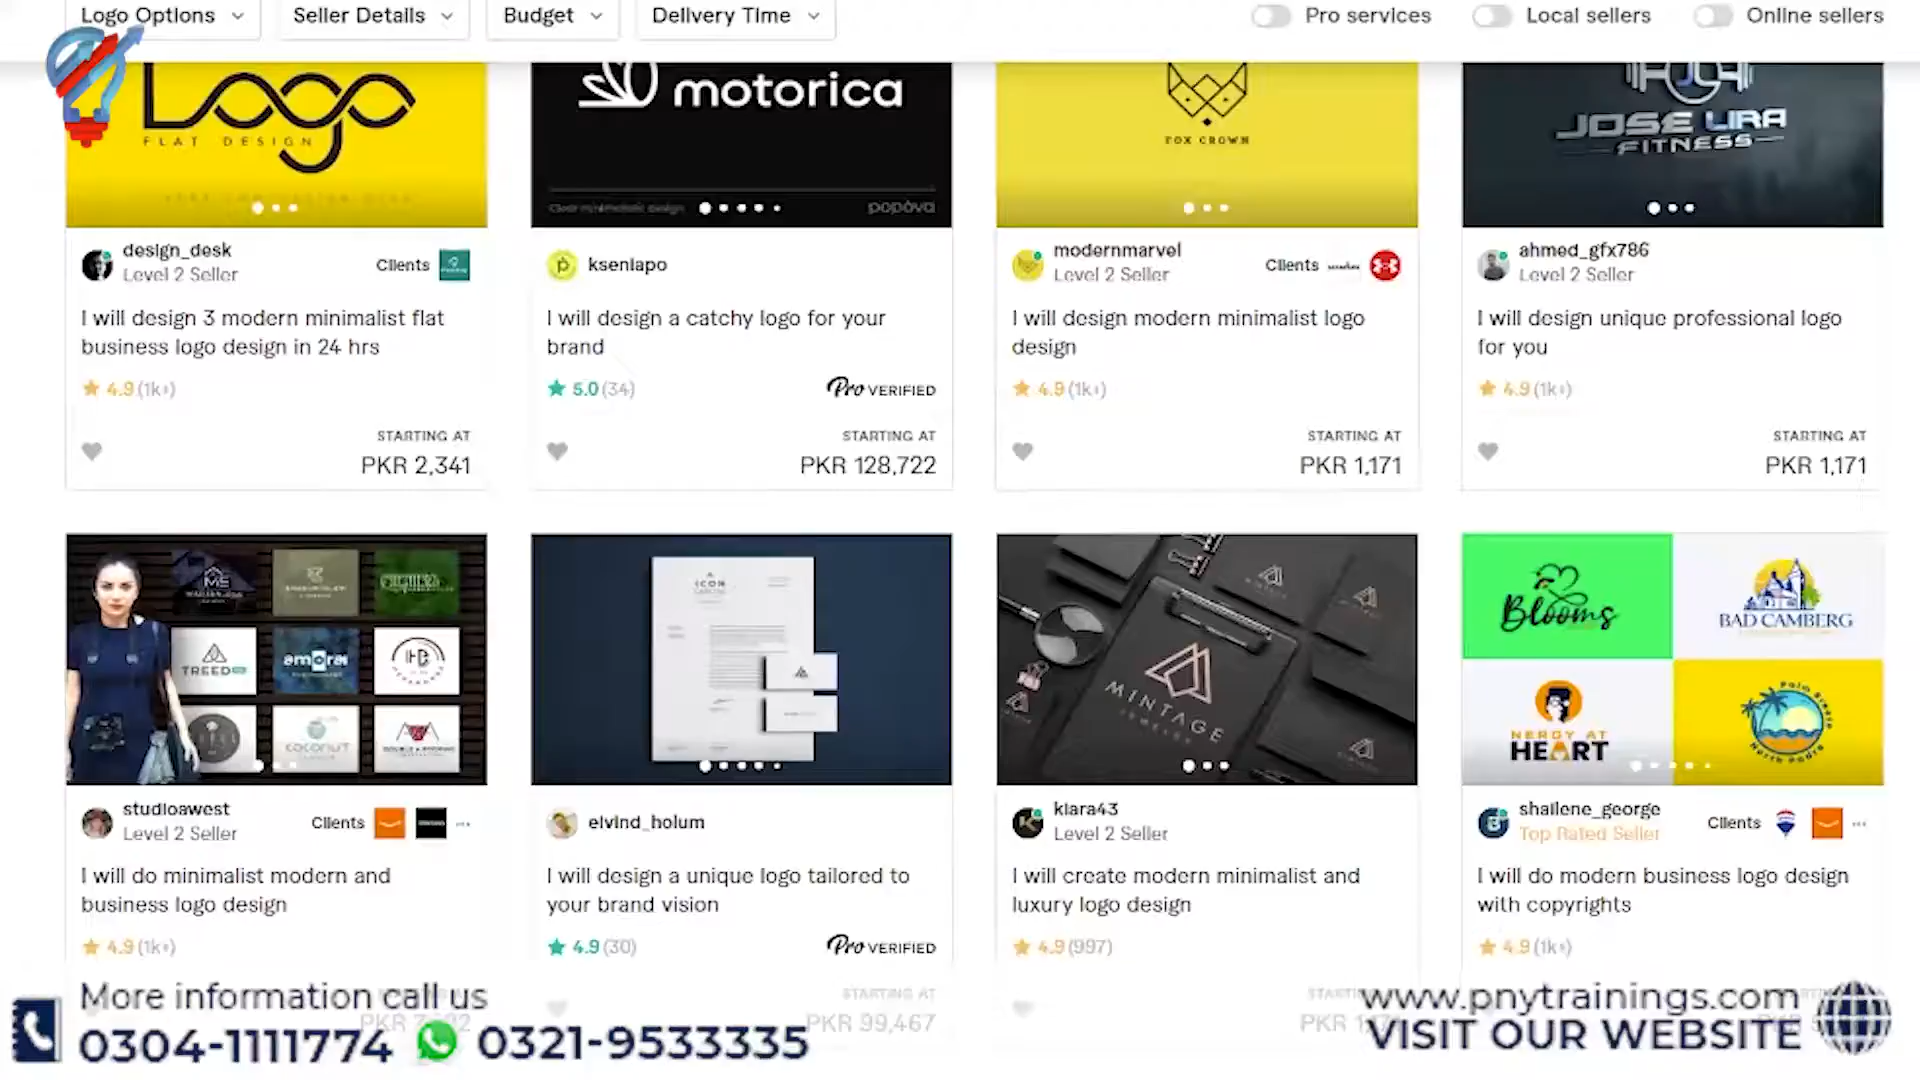 Logo Options
Seller Details
Budget
Delivery Time
Pro services
Local sellers
Online sellers
Logo
FLAT DESIGN
motorica
popova
FOX CROWN
JOSE LIRA
FITNESS
design_desk
Level 2 Seller
Clients
I will design 3 modern minimalist flat
business logo design in 24 hrs
4.9 (1k+)
STARTING AT
PKR 2,341
ksenlapo
I will design a catchy logo for your
brand
5.0 (34)
Pro VERIFIED
STARTING AT
PKR 128,722
modernmarvel
Level 2 Seller
Clients
I will design modern minimalist logo
design
4.9 (1k+)
STARTING AT
PKR 1,171
ahmed_gfx786
Level 2 Seller
I will design unique professional logo
for you
4.9 (1k+)
STARTING AT
PKR 1,171
TREED
amorai
COCONUT
ICON
MINTAGE
Blooms
BAD CAMBERG
NERDY AT
HEART
Palm Breeze
North Padre
studioawest
Level 2 Seller
Clients
...
I will do minimalist modern and
business logo design
4.9 (1k+)
elvind_holum
I will design a unique logo tailored to
your brand vision
4.9 (30)
Pro VERIFIED
STARTING AT
PKR 99,467
klara43
Level 2 Seller
I will create modern minimalist and
luxury logo design
4.9 (997)
shailene_george
Top Rated Seller
Clients
...
I will do modern business logo design
with copyrights
4.9 (1k+)
More information call us
0304-1111774
0321-9533335
www.pnytrainings.com
VISIT OUR WEBSITE